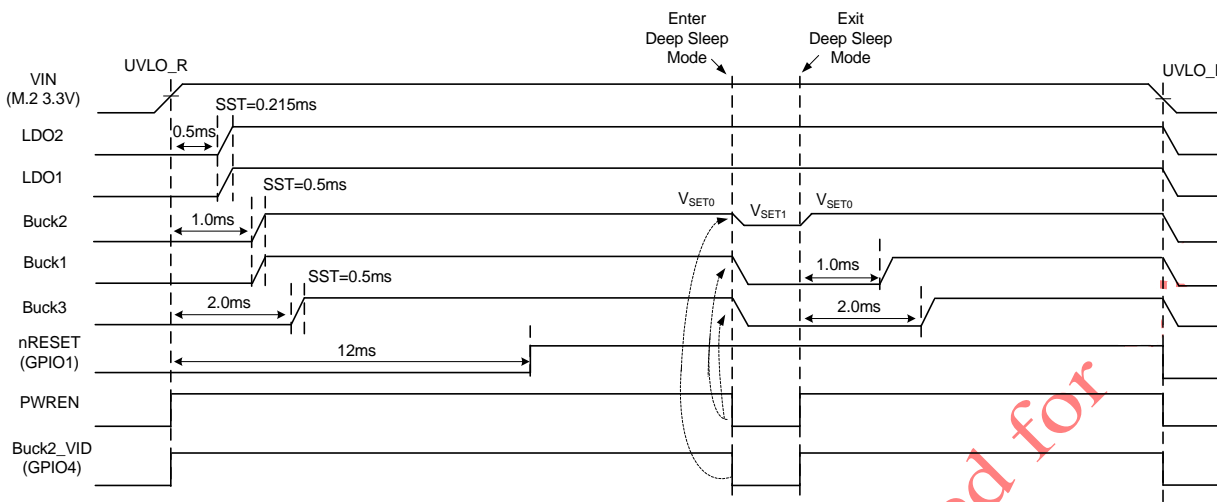 Enter
Deep Sleep
Mode
Exit
Deep Sleep
Mode
UVLO_R
VIN
(M.2 3.3V)
SST=0.215ms
0.5ms
LDO2
LDO1
SST=0.5ms
Buck2
1.0ms
VSET0
VSET1
VSET0
Buck1
SST=0.5ms
1.0ms
Buck3
2.0ms
2.0ms
nRESET
(GPIO1)
12ms
PWREN
Buck2_VID
(GPIO4)
for